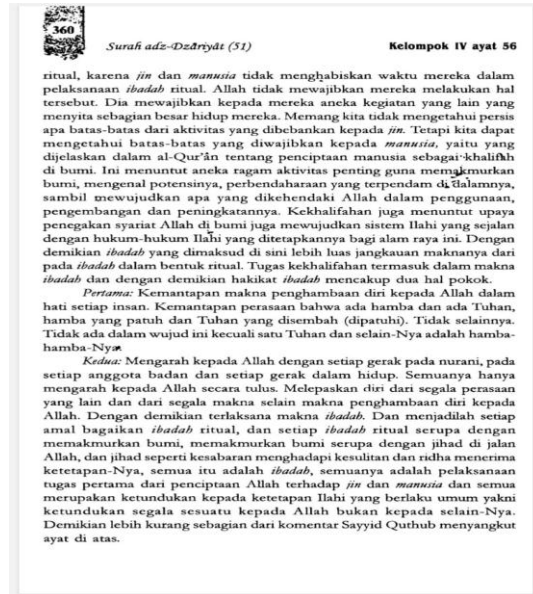 360
Surah adz-Dzâriyât (51) Kelompok IV ayat 56
ritual, karena jin dan manusia tidak menghabiskan waktu mereka dalam
pelaksanaan ibadah ritual. Allah tidak mewajibkan mereka melakukan hal
tersebut. Dia mewajibkan kepada mereka aneka kegiatan yang lain yang
menyita sebagian besar hidup mereka. Memang kita tidak mengetahui persis
apa batas-batas dari aktivitas yang dibebankan kepada jin. Tetapi kita dapat
mengetahui batas-batas yang diwajibkan kepada manusia, yaitu yang
dijelaskan dalam al-Qur'ân tentang penciptaan manusia sebagai khalifah
di bumi. Ini menuntut aneka ragam aktivitas penting guna memakmurkan
bumi, mengenal potensinya, perbendaharaan yang terpendam di dalamnya,
sambil mewujudkan apa yang dikehendaki Allah dalam penggunaan,
pengembangan dan peningkatannya. Kekhalifahan juga menuntut upaya
penegakan syariat Allah di bumi juga mewujudkan sistem Ilahi yang sejalan
dengan hukum-hukum Ilahi yang ditetapkannya bagi alam raya ini. Dengan
demikian ibadah yang dimaksud di sini lebih luas jangkauan maknanya dari
pada ibadah dalam bentuk ritual. Tugas kekhalifahan termasuk dalam makna
ibadah dan dengan demikian hakikat ibadah mencakup dua hal pokok.
Pertama: Kemantapan makna penghambaan diri kepada Allah dalam
hati setiap insan. Kemantapan perasaan bahwa ada hamba dan ada Tuhan,
hamba yang patuh dan Tuhan yang disembah (dipatuhi). Tidak selainnya.
Tidak ada dalam wujud ini kecuali satu Tuhan dan selain-Nya adalah hamba-
hamba-Nya.
Kedua: Mengarah kepada Allah dengan setiap gerak pada nurani, pada
setiap anggota badan dan setiap gerak dalam hidup. Semuanya hanya
mengarah kepada Allah secara tulus. Melepaskan diri dari segala perasaan
yang lain dan dari segala makna selain makna penghambaan diri kepada
Allah. Dengan demikian terlaksana makna ibadah. Dan menjadilah setiap
amal bagaikan ibadah ritual, dan setiap ibadah ritual serupa dengan
memakmurkan bumi, memakmurkan bumi serupa dengan jihad di jalan
Allah, dan jihad seperti kesabaran menghadapi kesulitan dan ridha menerima
ketetapan-Nya, semua itu adalah ibadah, semuanya adalah pelaksanaan
tugas pertama dari penciptaan Allah terhadap jin dan manusia dan semua
merupakan ketundukan kepada ketetapan Ilahi yang berlaku umum yakni
ketundukan segala sesuatu kepada Allah bukan kepada selain-Nya.
Demikian lebih kurang sebagian dari komentar Sayyid Quthub menyangkut
ayat di atas.